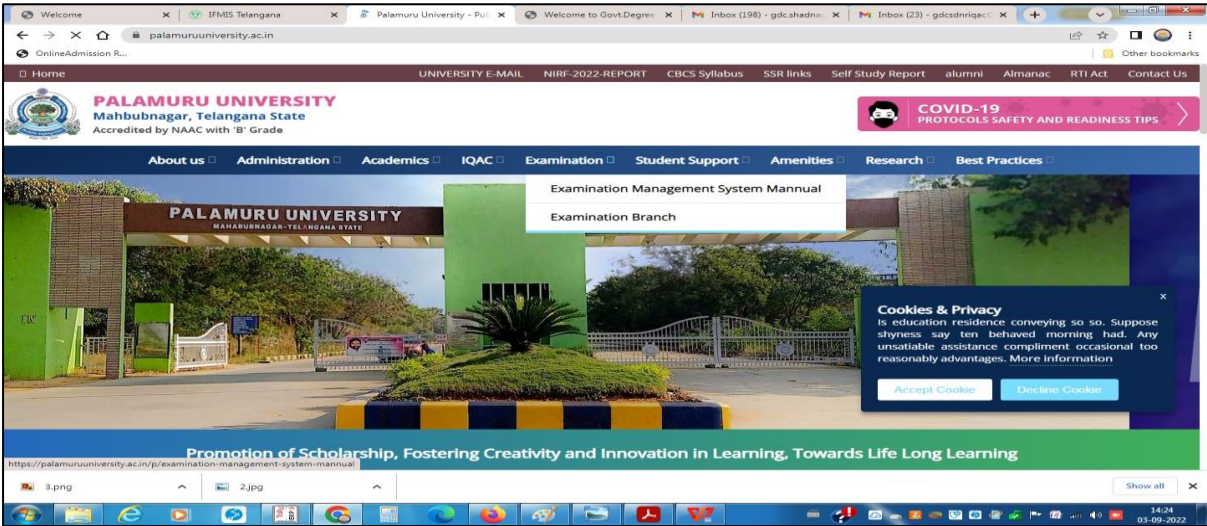 Welcome
IFMIS Telangana
Palamuru University - Pub
Welcome to Govt.Degree
Inbox (198) - gdc.shadna
Inbox (23) - gdcsdnriqac
palamuruuniversity.ac.in
OnlineAdmission R...
Other bookmarks
Home UNIVERSITY E-MAIL NIRF-2022-REPORT CBCS Syllabus SSR links Self Study Report alumni Almanac RTI Act Contact Us
PALAMURU UNIVERSITY
Mahbubnagar, Telangana State
Accredited by NAAC with 'B' Grade
COVID-19
PROTOCOLS SAFETY AND READINESS TIPS
About us Administration Academics IQAC Examination Student Support Amenities Research Best Practices
Examination Management System Mannual
Examination Branch
PALAMURU UNIVERSITY
MAHABUBNAGAR-TELANGANA STATE
Cookies & Privacy
Is education residence conveying so so. Suppose
shyness say ten behaved morning had. Any
unsatiable assistance compliment occasional too
reasonably advantages. More information
Accept Cookie
Decline Cookie
Promotion of Scholarship, Fostering Creativity and Innovation in Learning, Towards Life Long Learning
https://palamuruuniversity.ac.in/p/examination-management-system-mannual
3.png
2.jpg
Show all
14:24
03-09-2022